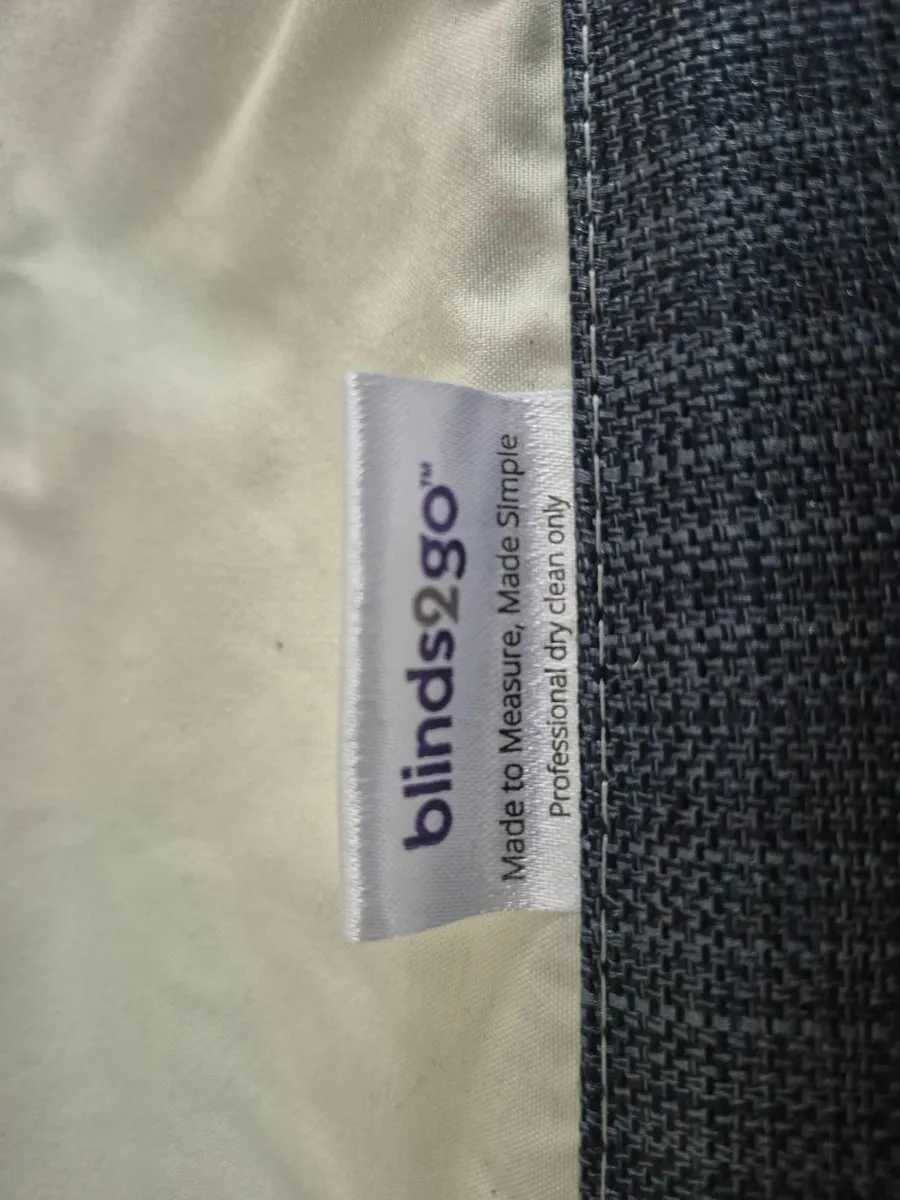 blinds2go™
Made to Measure, Made Simple
Professional dry clean only